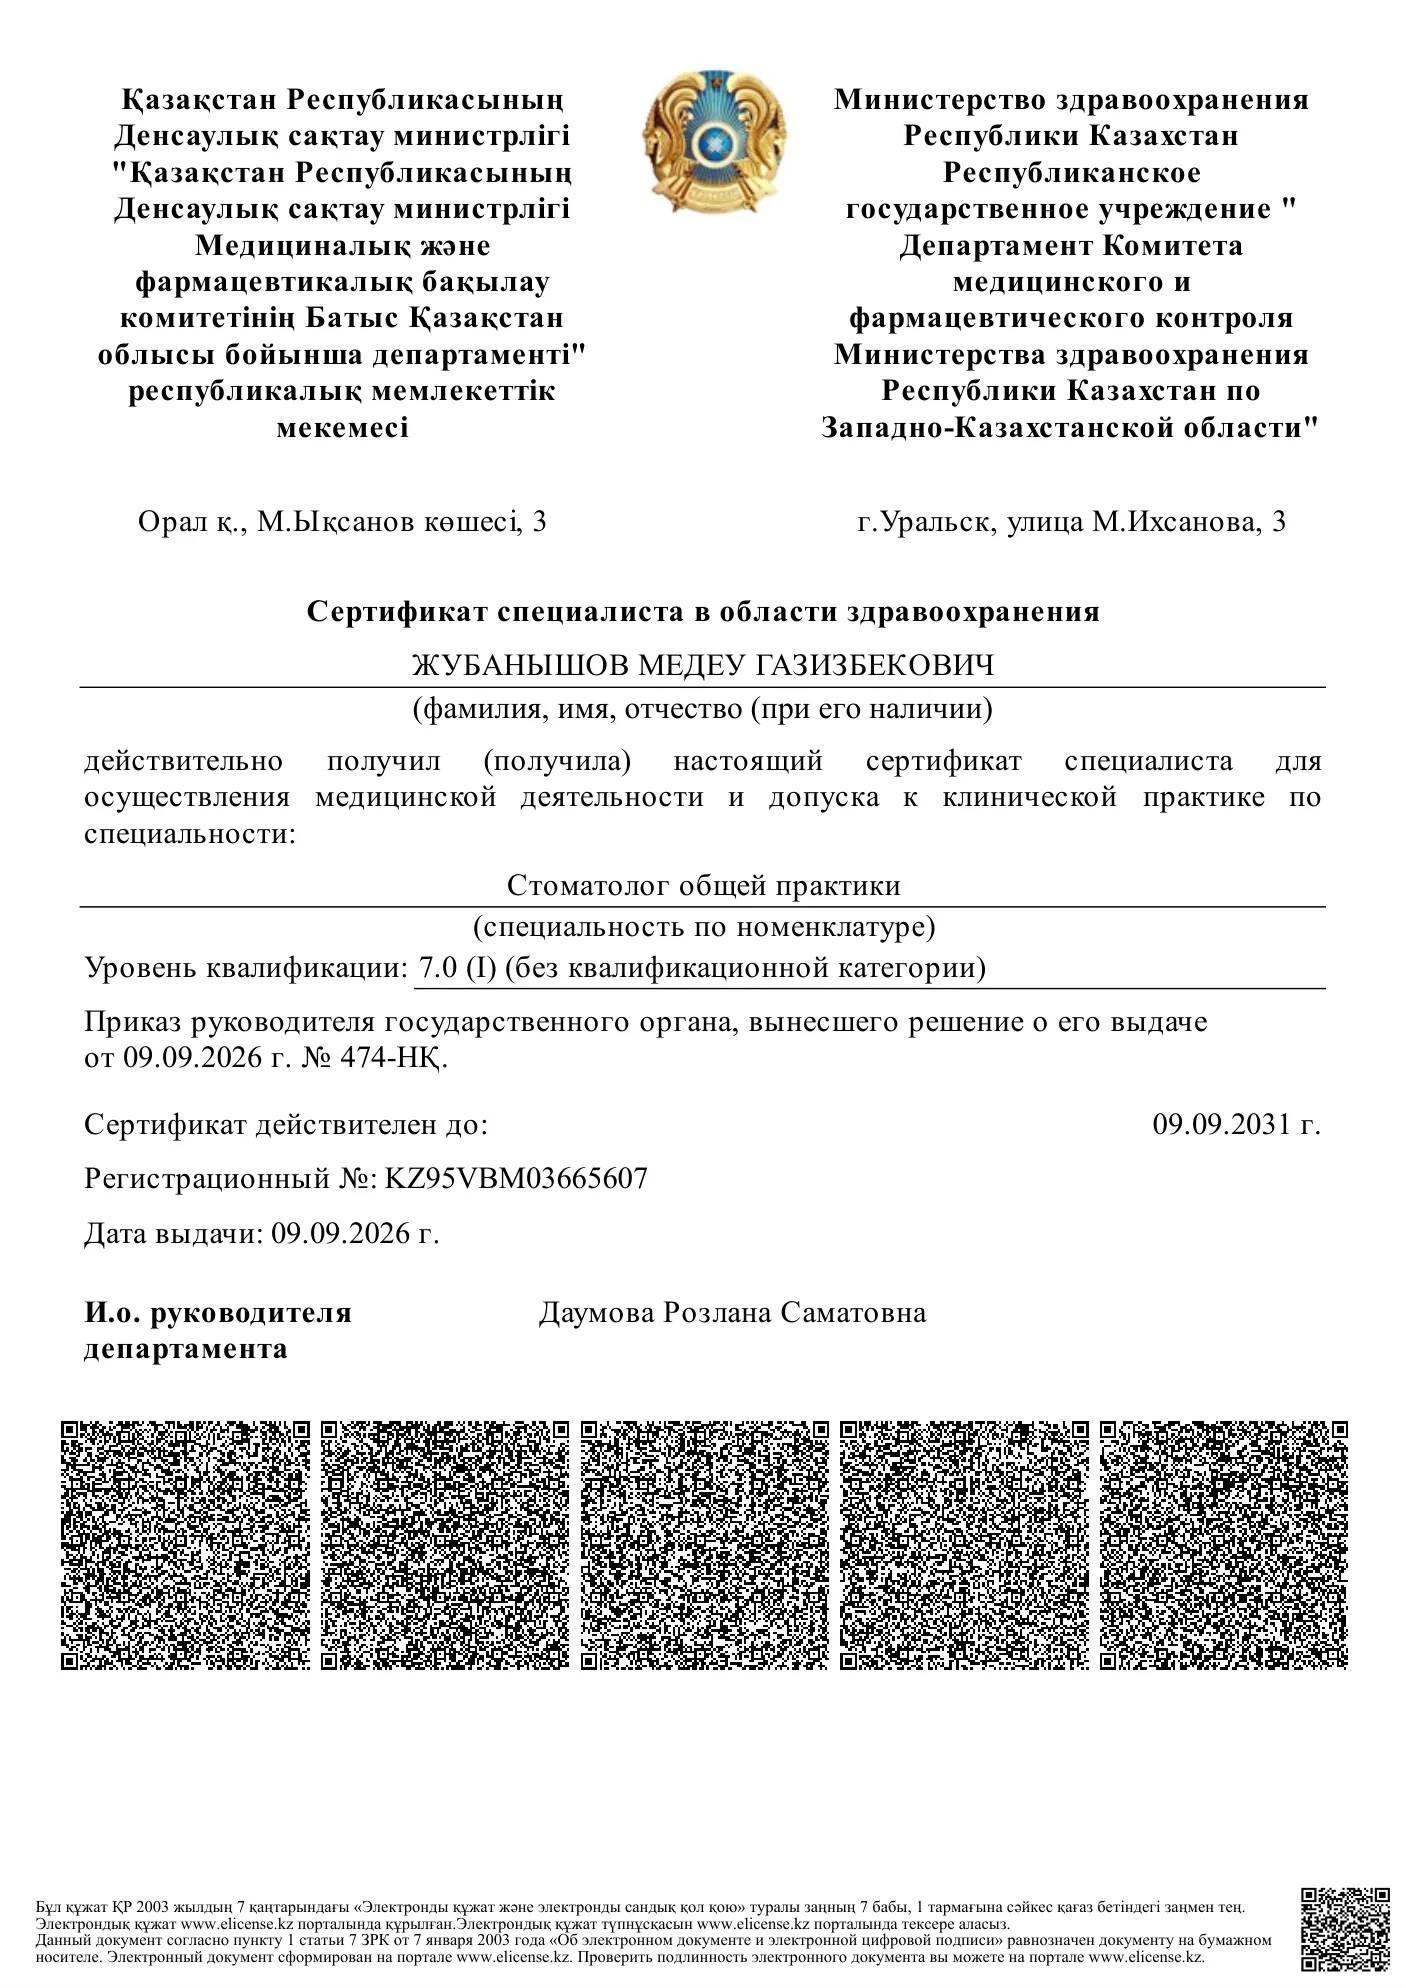 Қазақстан Республикасының
Денсаулық сақтау министрлігі
"Қазақстан Республикасының
Денсаулық сақтау министрлігі
Медициналық және
фармацевтикалық бақылау
комитетінің Батыс Қазақстан
облысы бойынша департаменті"
республикалық мемлекеттік
мекемесі
Министерство здравоохранения
Республики Казахстан
Республиканское
государственное учреждение "
Департамент Комитета
медицинского и
фармацевтического контроля
Министерства здравоохранения
Республики Казахстан по
Западно-Казахстанской области"
Орал қ., М.Ықсанов көшесі, 3
г.Уральск, улица М.Ихсанова, 3
Сертификат специалиста в области здравоохранения
ЖУБАНЫШОВ МЕДЕУ ГАЗИЗБЕКОВИЧ
(фамилия, имя, отчество (при его наличии)
действительно получил (получила) настоящий сертификат специалиста для
осуществления медицинской деятельности и допуска к клинической практике по
специальности:
Стоматолог общей практики
(специальность по номенклатуре)
Уровень квалификации: 7.0 (I) (без квалификационной категории)
Приказ руководителя государственного органа, вынесшего решение о его выдаче
от 09.09.2026 г. № 474-НҚ.
Сертификат действителен до: 09.09.2031 г.
Регистрационный №: KZ95VBM03665607
Дата выдачи: 09.09.2026 г.
И.о. руководителя Даумова Розлана Саматовна
департамента
Бұл құжат ҚР 2003 жылдың 7 қаңтарындағы «Электронды құжат және электронды сандық қол қою» туралы заңның 7 бабы, 1 тармағына сәйкес қағаз бетіндегі заңмен тең.
Электрондық құжат www.elicense.kz порталында құрылған.Электрондық құжат түпнұсқасын www.elicense.kz порталында тексере аласыз.
Данный документ согласно пункту 1 статьи 7 ЗРК от 7 января 2003 года «Об электронном документе и электронной цифровой подписи» равнозначен документу на бумажном
носителе. Электронный документ сформирован на портале www.elicense.kz. Проверить подлинность электронного документа вы можете на портале www.elicense.kz.